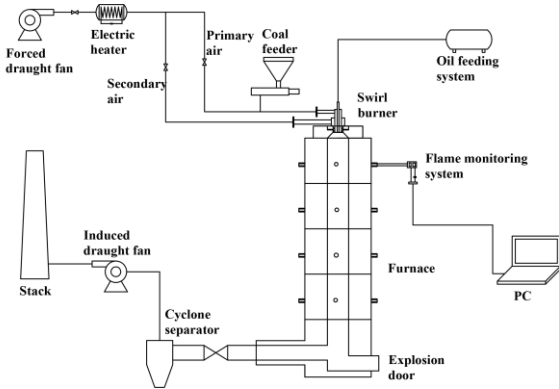 Forced
draught fan
Electric
heater
Primary
air
Coal
feeder
Oil feeding
system
Secondary
air
Swirl
burner
Flame monitoring
system
Induced
draught fan
Stack
Furnace
PC
Cyclone
separator
Explosion
door